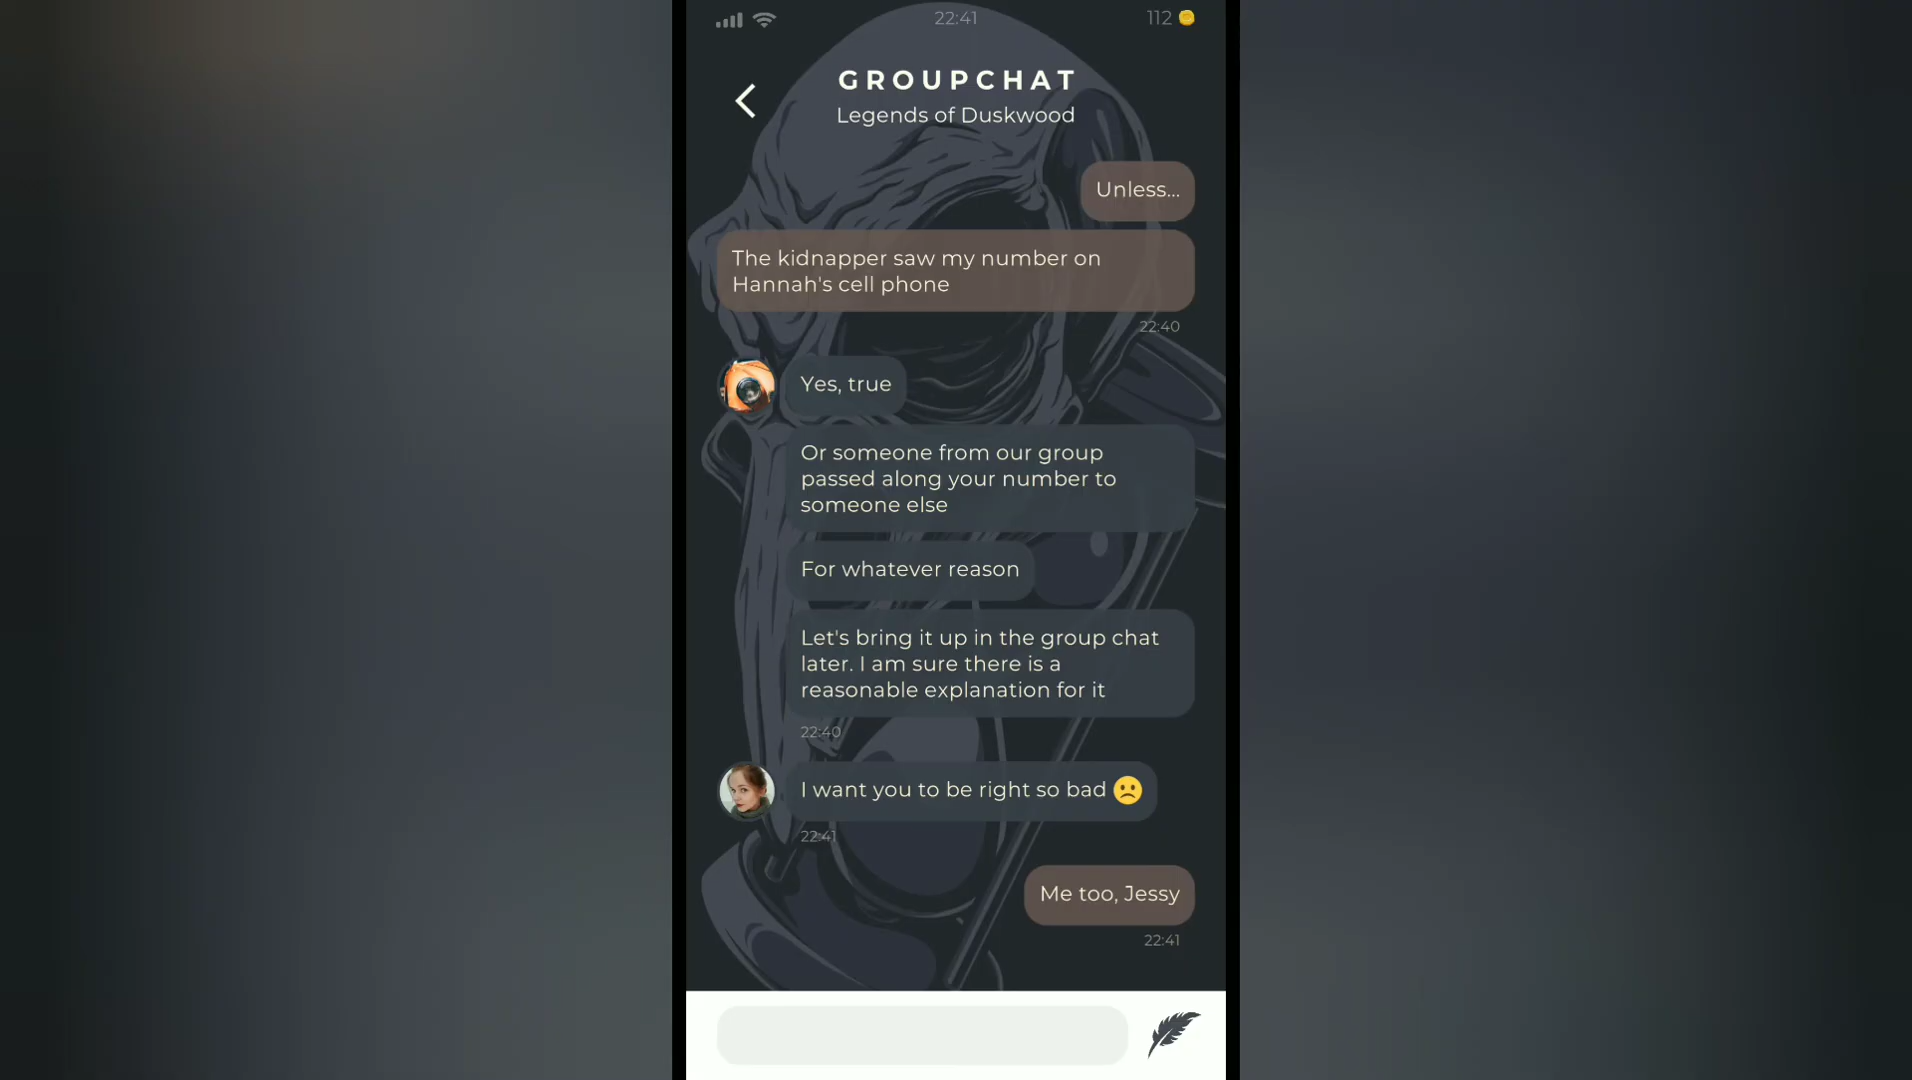 22:41
112
GROUPCHAT
Legends of Duskwood
Unless...
The kidnapper saw my number on
Hannah's cell phone
22:40
Yes, true
Or someone from our group
passed along your number to
someone else
For whatever reason
Let's bring it up in the group chat
later. I am sure there is a
reasonable explanation for it
22:40
I want you to be right so bad
22:41
Me too, Jessy
22:41